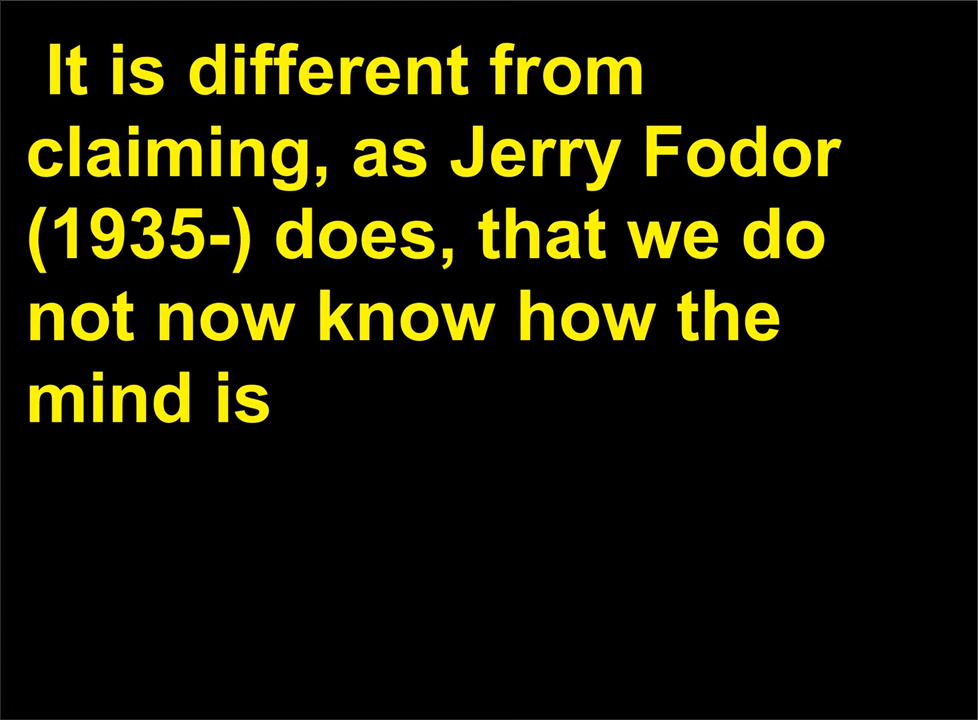 It is different from
claiming, as Jerry Fodor
(1935-) does, that we do
not now know how the
mind is